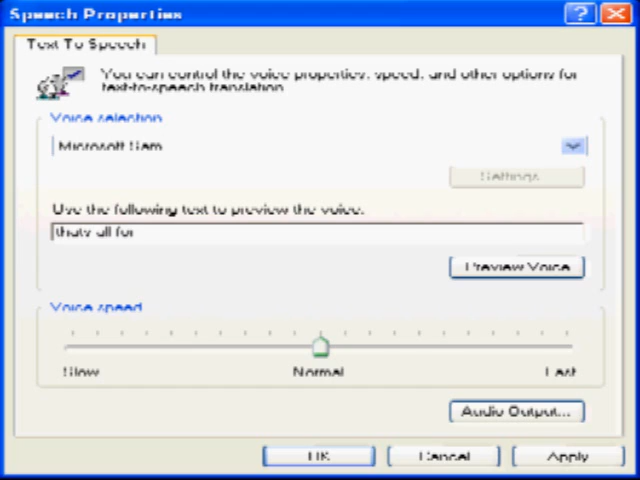 Speech Properties
Text To Speech
You can control the voice properties, speed, and other options for
text-to-speech translation
Voice selection
Microsoft Sam
Settings...
Use the following text to preview the voice:
thats all for
Preview Voice
Voice speed
Slow Normal Fast
Audio Output...
OK Cancel Apply